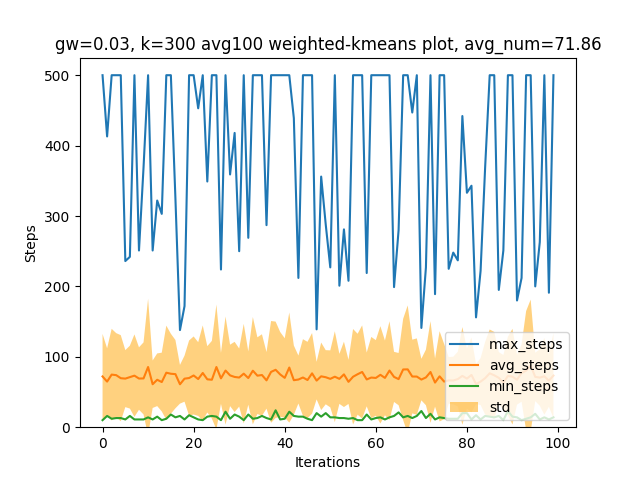 gw=0.03, k=300 avg100 weighted-kmeans plot, avg_num=71.86
500
400
300
200
100
0
Steps
max_steps
avg_steps
min_steps
std
0
20
40
60
80
100
Iterations